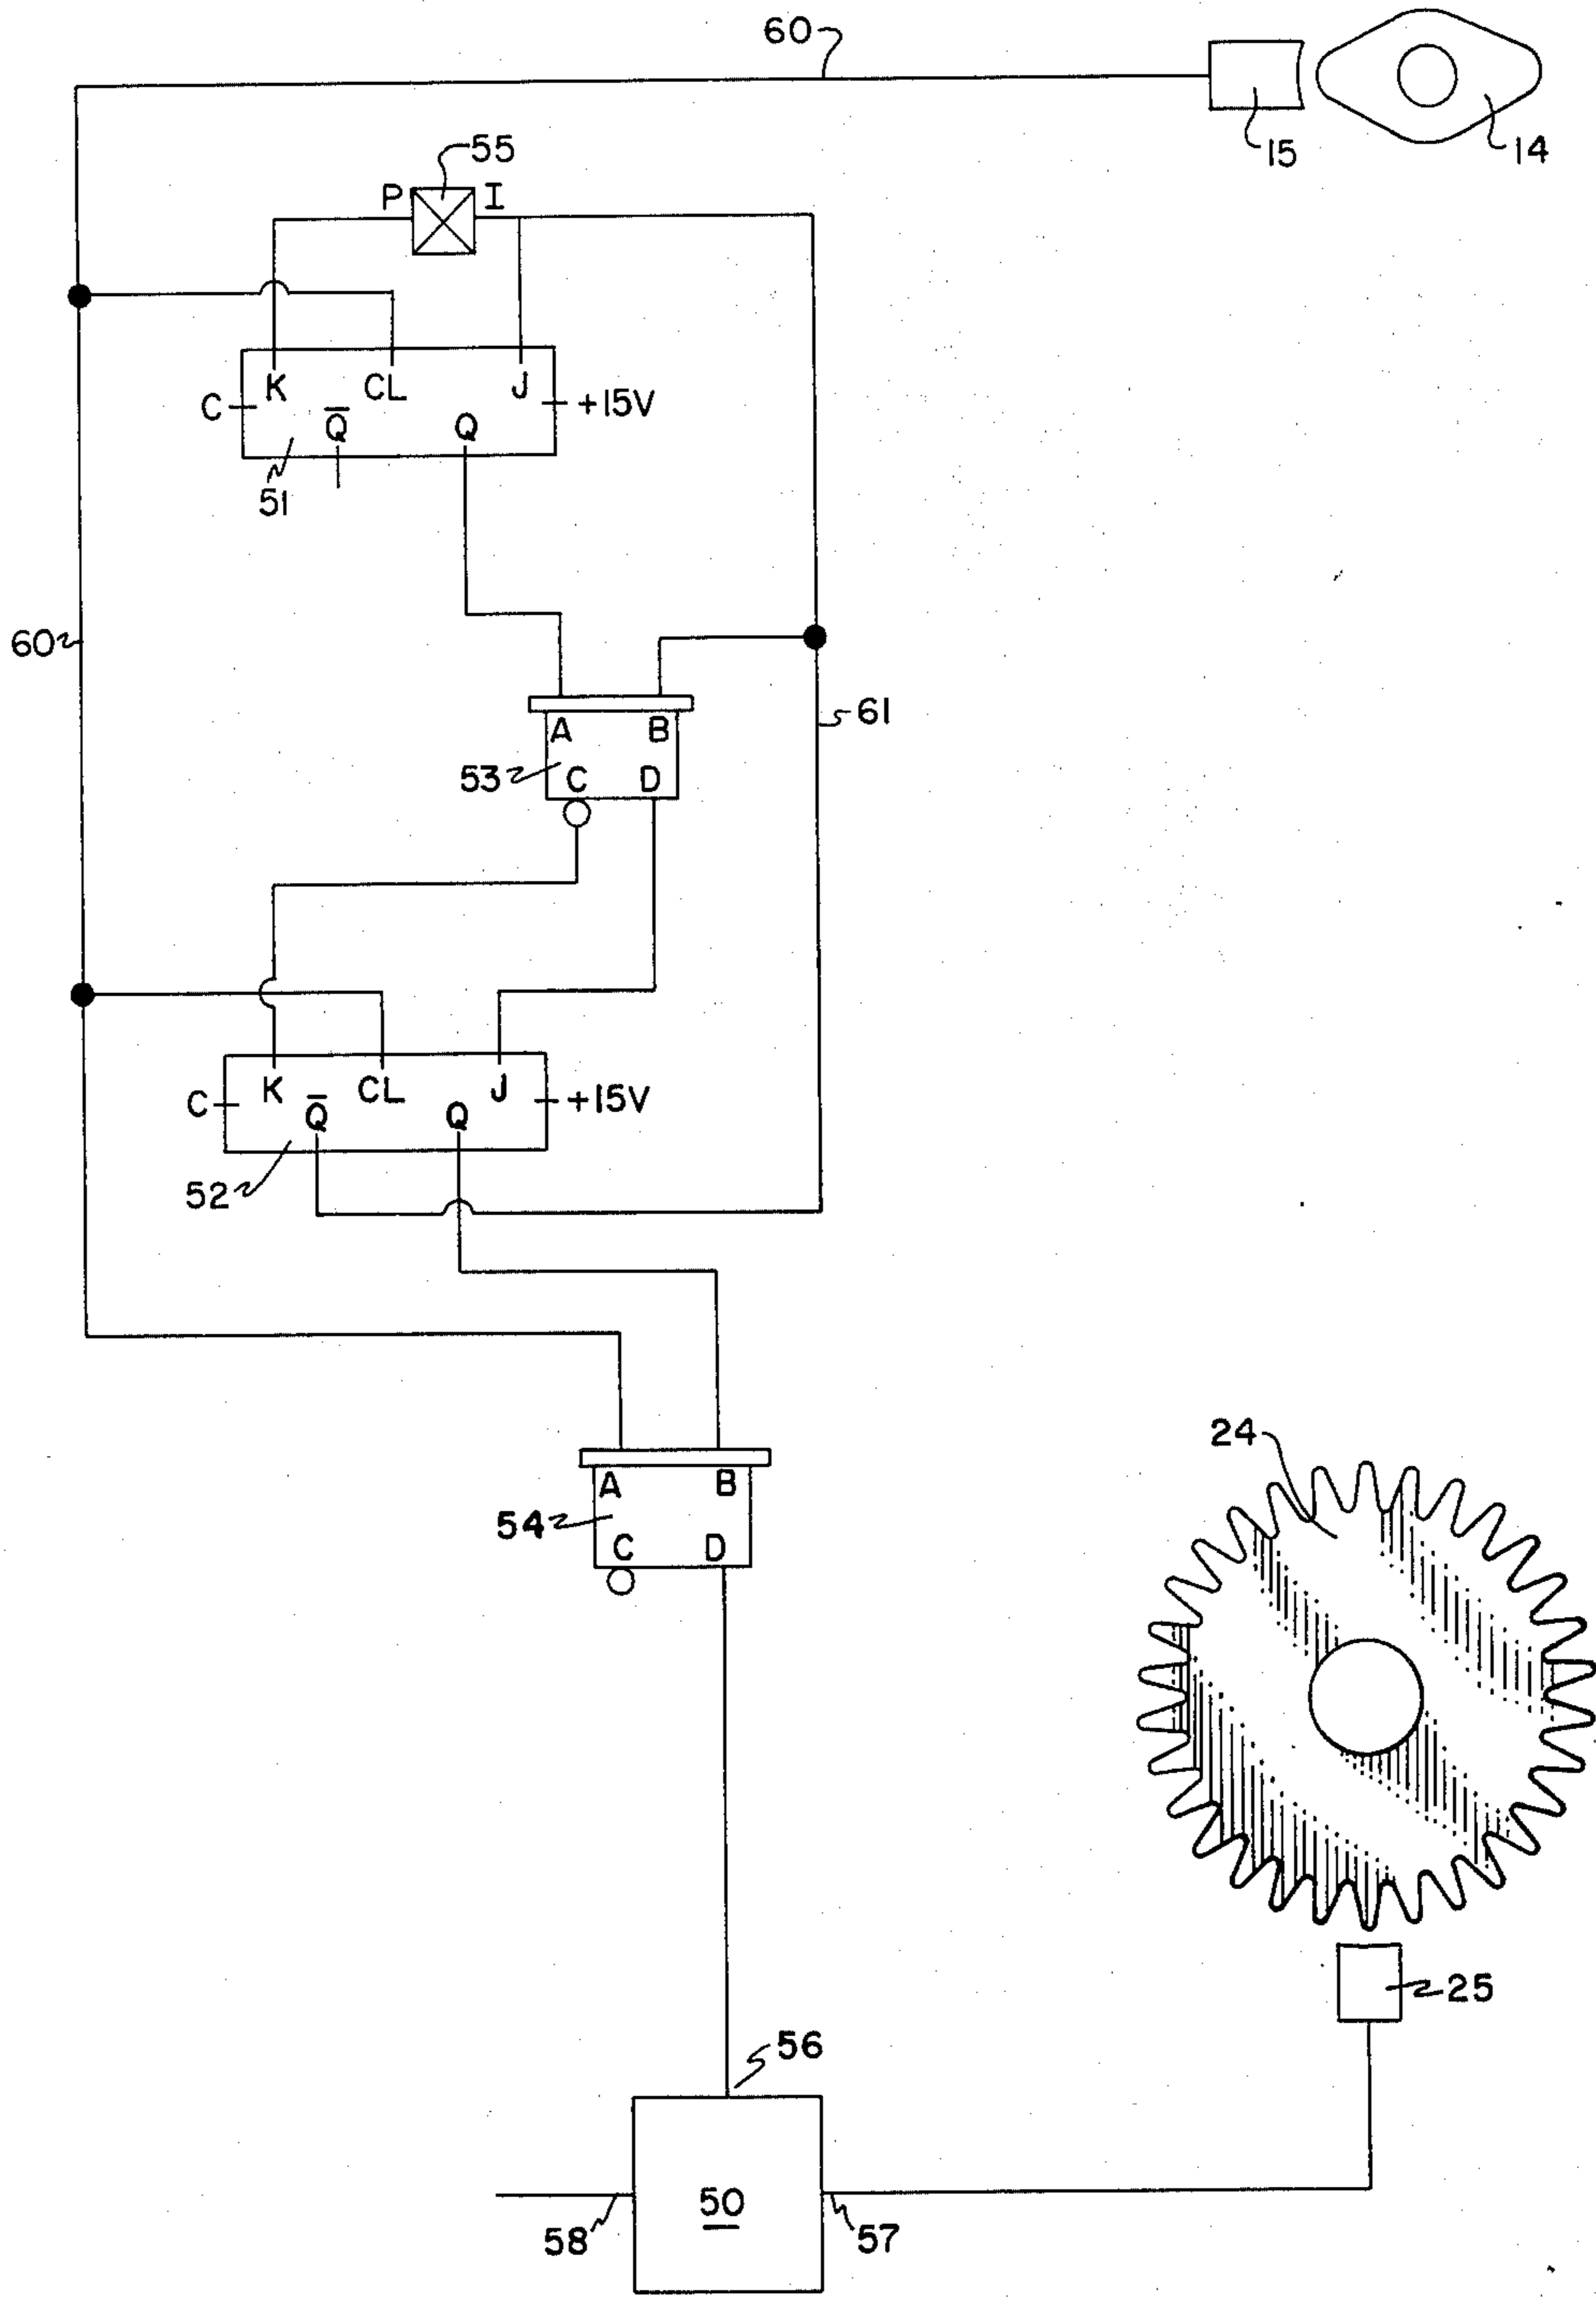 60
15
14
55
P I
K CL J
C +15V
Q̅ Q
51
60
A B
61
53 C D
K CL J
C +15V
Q̅ Q
52
24
A B
54
C D
25
56
50
58 57